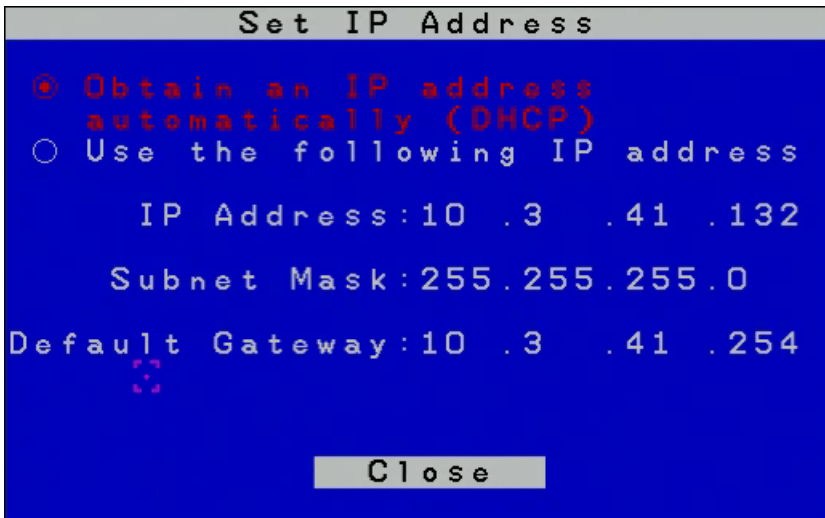 Set IP Address
Obtain an IP address
automatically (DHCP)
Use the following IP address
IP Address:10 .3 .41 .132
Subnet Mask:255.255.255.0
Default Gateway:10 .3 .41 .254
Close